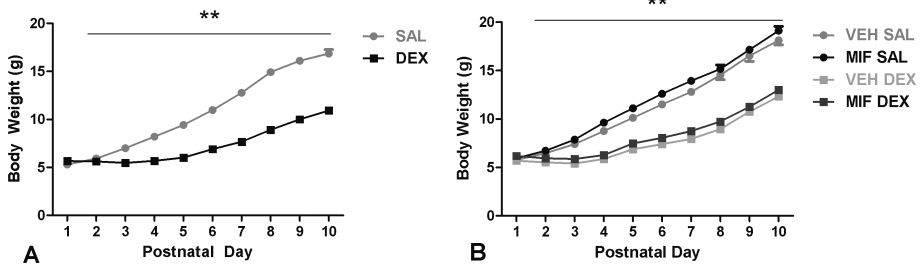 **
20
15
10
5
0
Body Weight (g)
1 2 3 4 5 6 7 8 9 10
Postnatal Day
A
SAL
DEX
**
20
15
10
5
0
Body Weight (g)
1 2 3 4 5 6 7 8 9 10
Postnatal Day
B
VEH SAL
MIF SAL
VEH DEX
MIF DEX